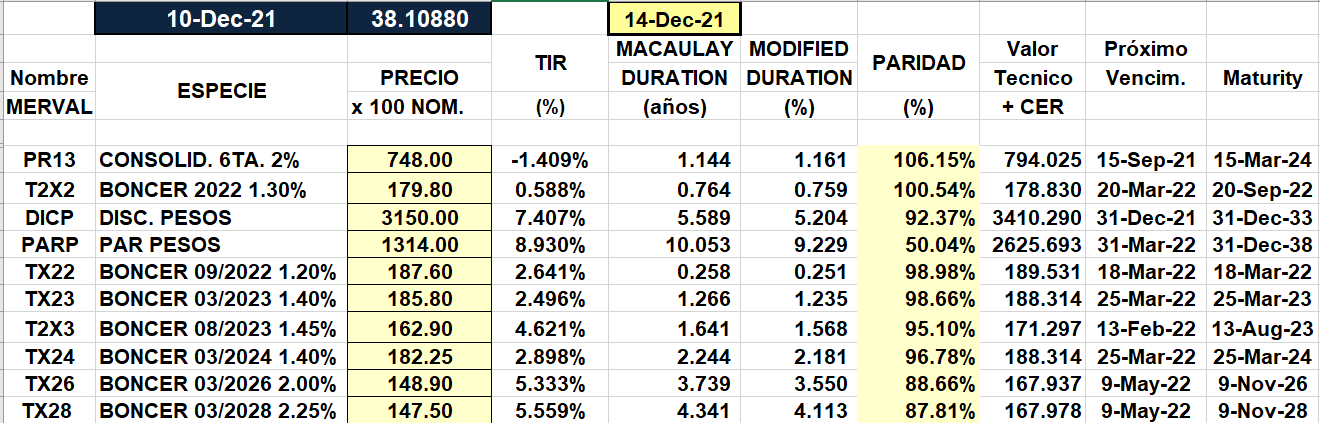 10-Dec-21 38.10880 14-Dec-21
MACAULAY MODIFIED Valor Próximo
TIR PARIDAD
Nombre PRECIO DURATION DURATION Tecnico Vencim. Maturity
ESPECIE
MERVAL x 100 NOM. (%) (años) (%) (%) + CER
PR13 CONSOLID. 6TA. 2% 748.00 -1.409% 1.144 1.161 106.15% 794.025 15-Sep-21 15-Mar-24
T2X2 BONCER 2022 1.30% 179.80 0.588% 0.764 0.759 100.54% 178.830 20-Mar-22 20-Sep-22
DICP DISC. PESOS 3150.00 7.407% 5.589 5.204 92.37% 3410.290 31-Dec-21 31-Dec-33
PARP PAR PESOS 1314.00 8.930% 10.053 9.229 50.04% 2625.693 31-Mar-22 31-Dec-38
TX22 BONCER 09/2022 1.20% 187.60 2.641% 0.258 0.251 98.98% 189.531 18-Mar-22 18-Mar-22
TX23 BONCER 03/2023 1.40% 185.80 2.496% 1.266 1.235 98.66% 188.314 25-Mar-22 25-Mar-23
T2X3 BONCER 08/2023 1.45% 162.90 4.621% 1.641 1.568 95.10% 171.297 13-Feb-22 13-Aug-23
TX24 BONCER 03/2024 1.40% 182.25 2.898% 2.244 2.181 96.78% 188.314 25-Mar-22 25-Mar-24
TX26 BONCER 03/2026 2.00% 148.90 5.333% 3.739 3.550 88.66% 167.937 9-May-22 9-Nov-26
TX28 BONCER 03/2028 2.25% 147.50 5.559% 4.341 4.113 87.81% 167.978 9-May-22 9-Nov-28